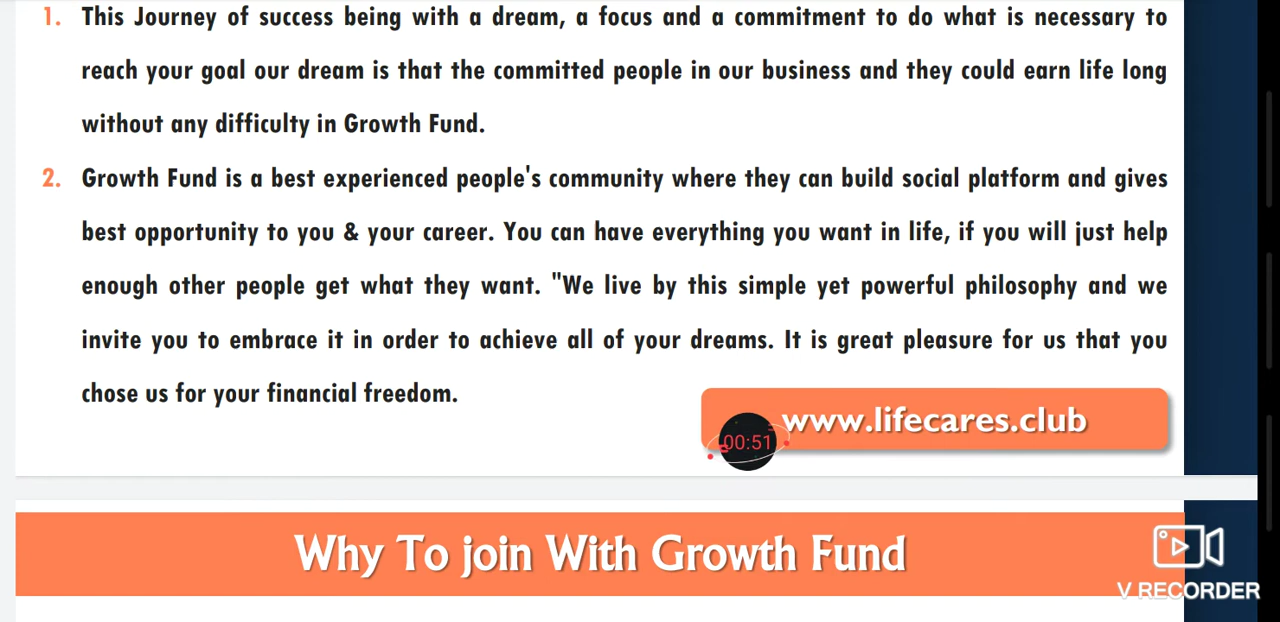 1. This Journey of success being with a dream, a focus and a commitment to do what is necessary to
reach your goal our dream is that the committed people in our business and they could earn life long
without any difficulty in Growth Fund.
2. Growth Fund is a best experienced people's community where they can build social platform and gives
best opportunity to you & your career. You can have everything you want in life, if you will just help
enough other people get what they want. "We live by this simple yet powerful philosophy and we
invite you to embrace it in order to achieve all of your dreams. It is great pleasure for us that you
chose us for your financial freedom.
www.lifecares.club
00:51
Why To join With Growth Fund
V RECORDER